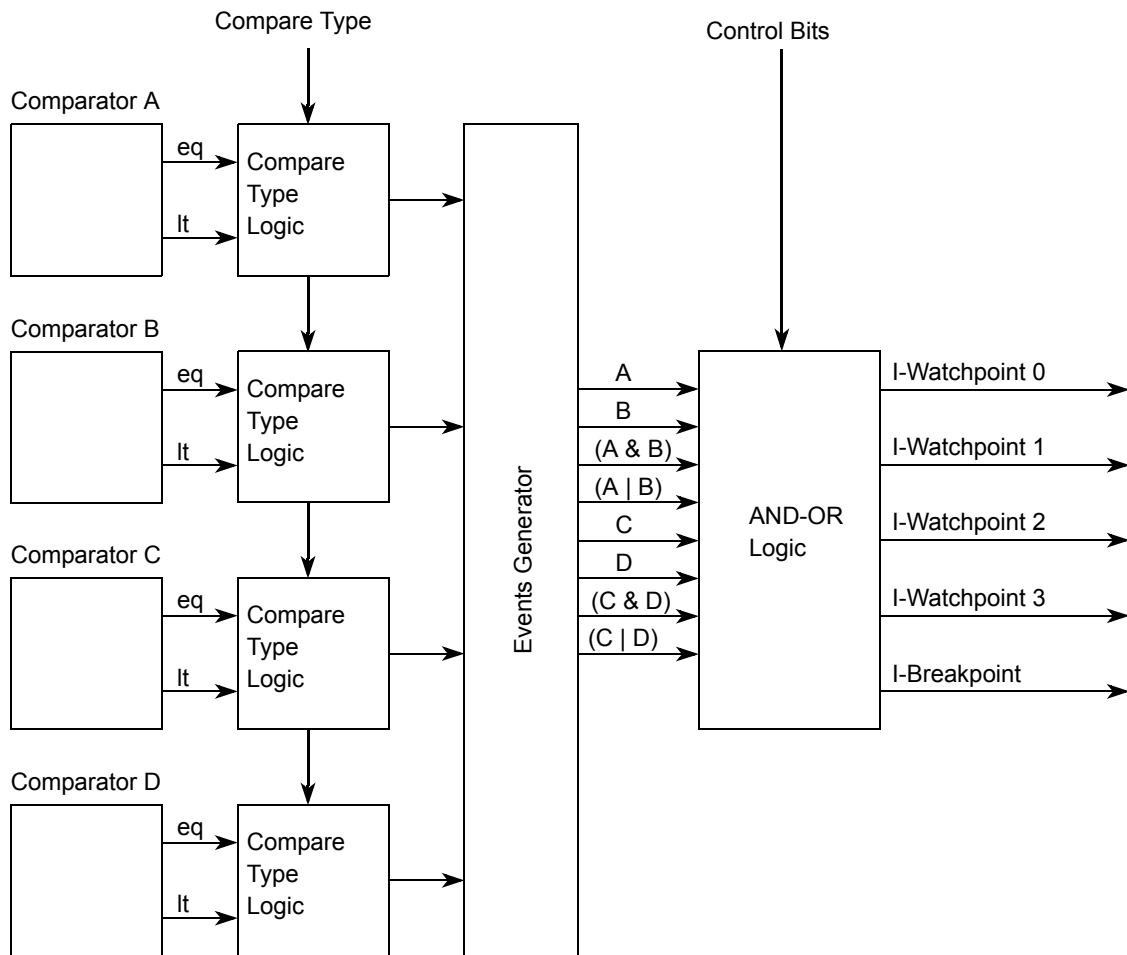 Compare Type
Control Bits
Comparator A
eq
lt
Compare
Type
Logic
Comparator B
eq
lt
Compare
Type
Logic
Comparator C
eq
lt
Compare
Type
Logic
Comparator D
eq
lt
Compare
Type
Logic
Events Generator
A
B
(A & B)
(A | B)
C
D
(C & D)
(C | D)
AND-OR
Logic
I-Watchpoint 0
I-Watchpoint 1
I-Watchpoint 2
I-Watchpoint 3
I-Breakpoint